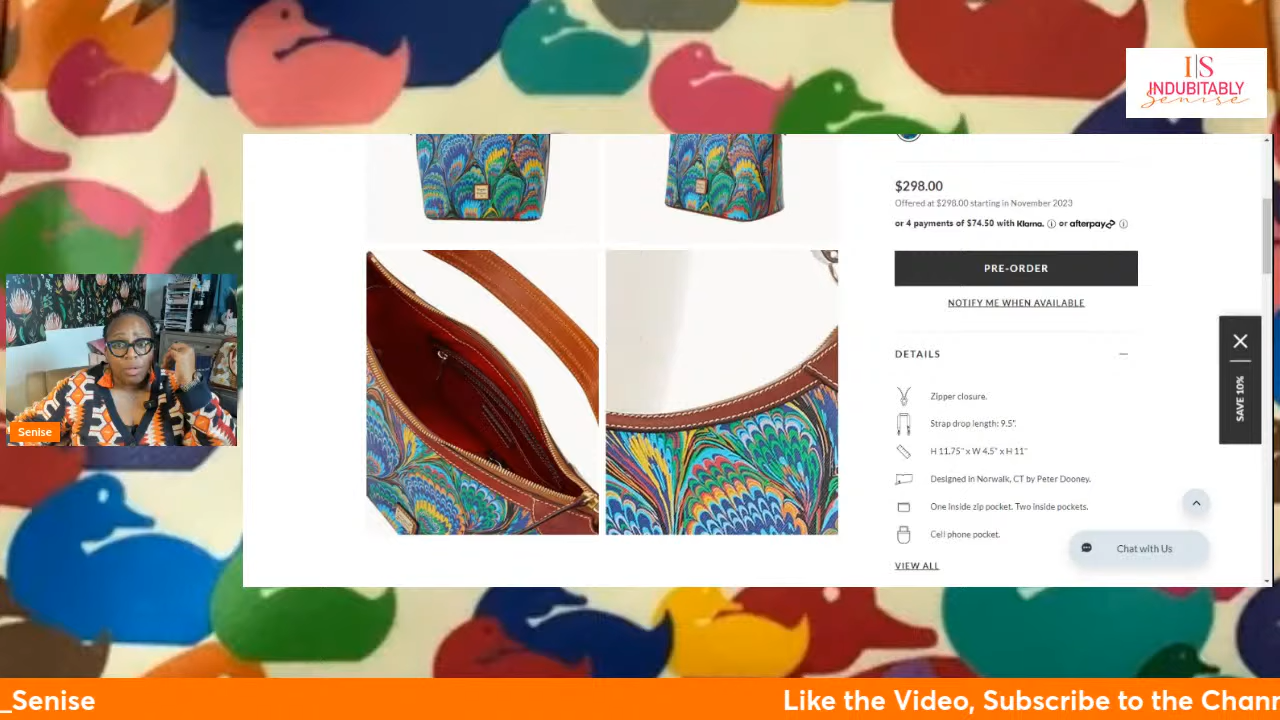 I|S
INDUBITABLY
Senise
$298.00
Offered at $298.00 starting in November 2023
or 4 payments of $74.50 with Klarna. ⓘ or afterpay ⓘ
PRE-ORDER
NOTIFY ME WHEN AVAILABLE
DETAILS
Zipper closure.
Strap drop length: 9.5".
H 11.75" x W 4.5" x H 11"
Designed in Norwalk, CT by Peter Dooney.
One inside zip pocket. Two inside pockets.
Cell phone pocket.
VIEW ALL
Chat with Us
SAVE 10%
Senise
_Senise
Like the Video, Subscribe to the Chann